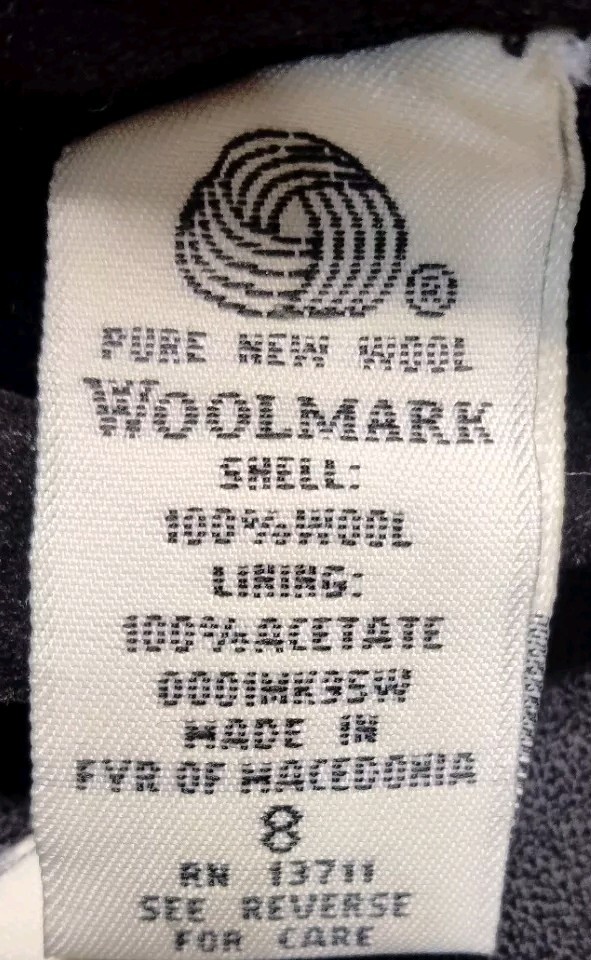 ®
PURE NEW WOOL
WOOLMARK
SHELL:
100%WOOL
LINING:
100%ACETATE
0001MK35W
MADE IN
FYR OF MACEDONIA
8
RN 13711
SEE REVERSE
FOR CARE